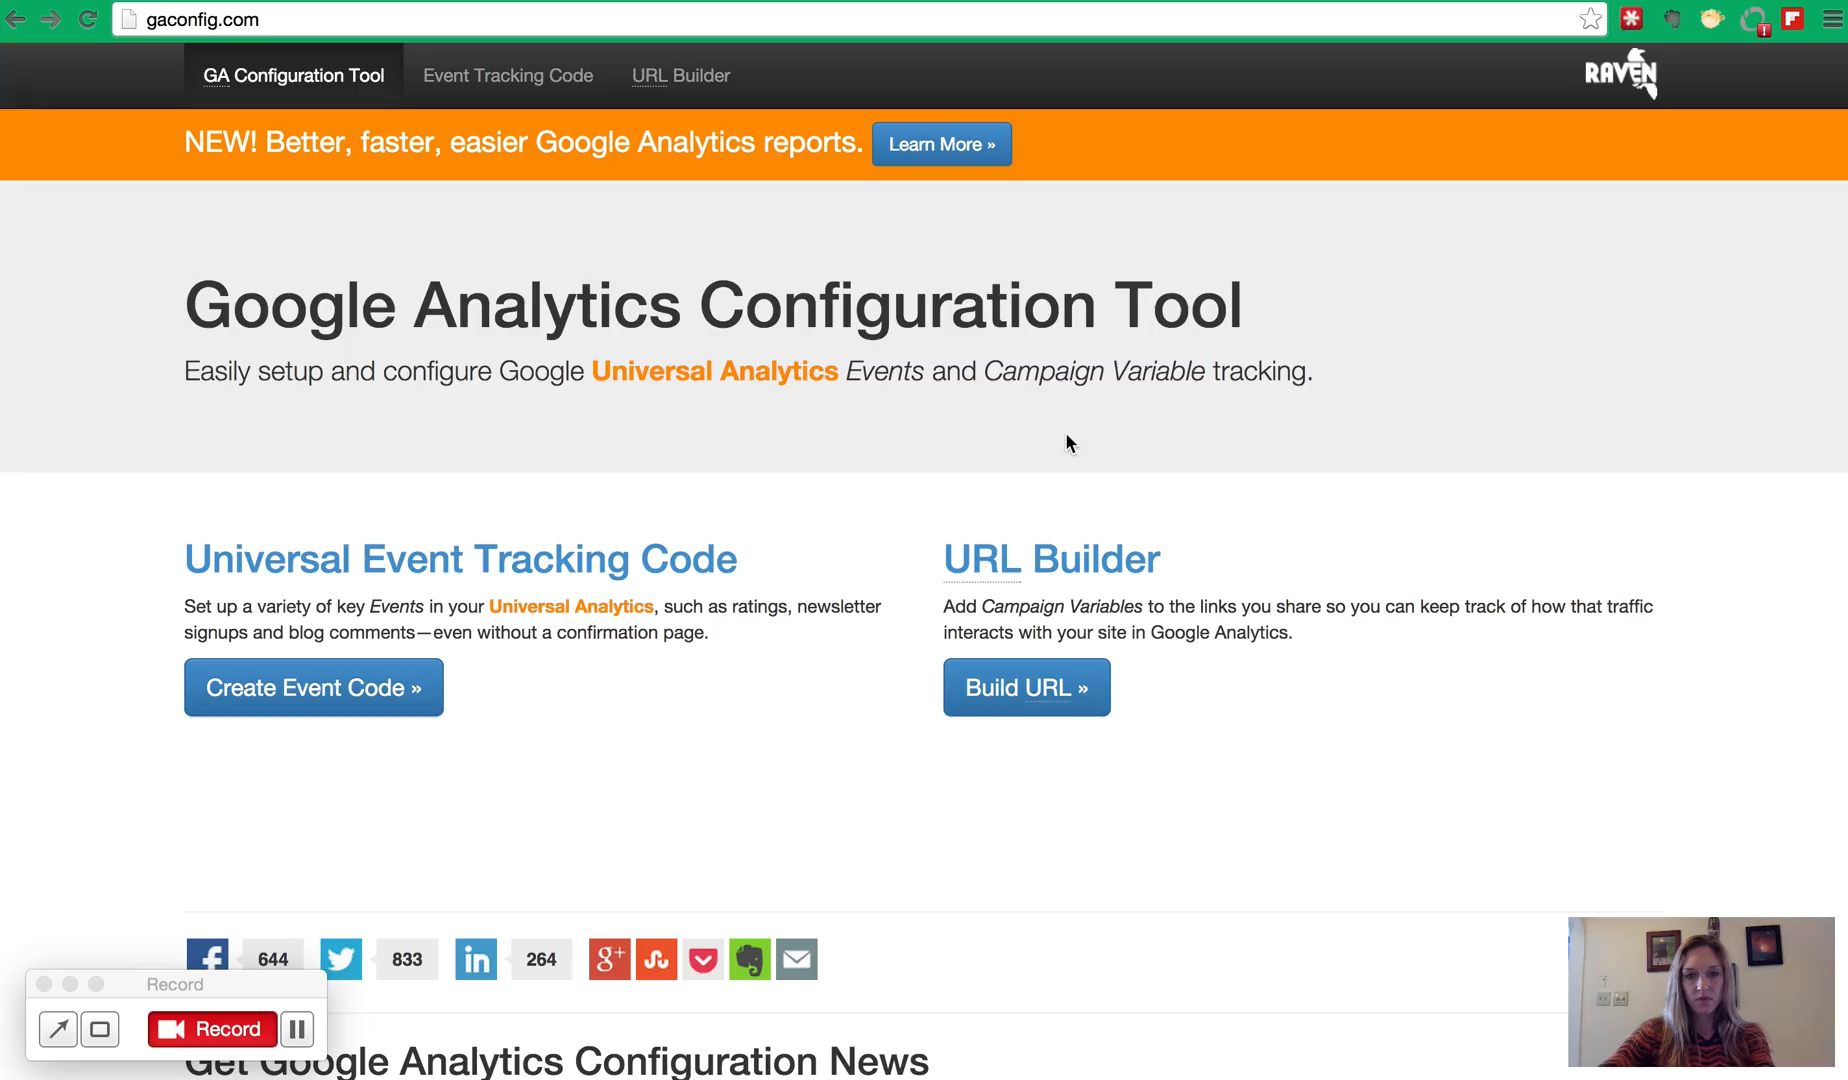 gaconfig.com
GA Configuration Tool Event Tracking Code URL Builder
RAVEN
NEW! Better, faster, easier Google Analytics reports. Learn More »
Google Analytics Configuration Tool
Easily setup and configure Google Universal Analytics Events and Campaign Variable tracking.
Universal Event Tracking Code
Set up a variety of key Events in your Universal Analytics, such as ratings, newsletter
signups and blog comments—even without a confirmation page.
Create Event Code »
URL Builder
Add Campaign Variables to the links you share so you can keep track of how that traffic
interacts with your site in Google Analytics.
Build URL »
644 833 in 264 g+
Record
Record
Get Google Analytics Configuration News